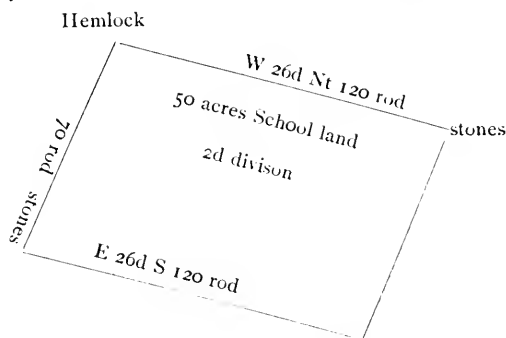 Hemlock
W 26d Nt 120 rod
50 acres School land
stones
2d divison
70 rod
stones
E 26d S 120 rod